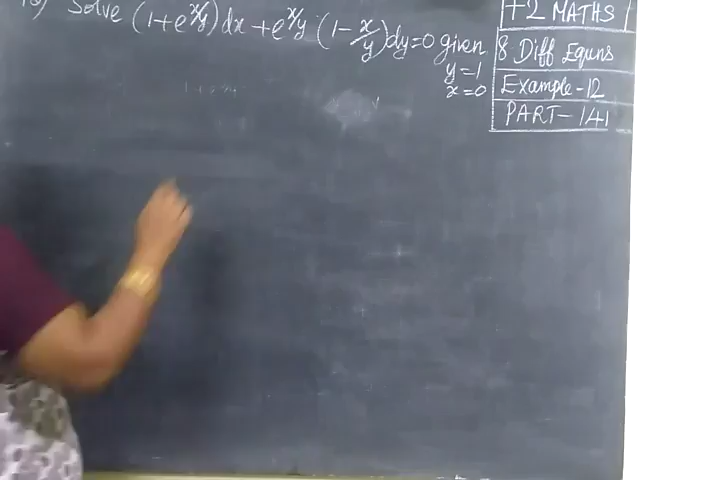 Solve (1+e^x/y)dx+e^x/y (1-x/y)dy=0 given
y=1
x=0
+2 MATHS
8 Diff Equns
Example-12
PART-141